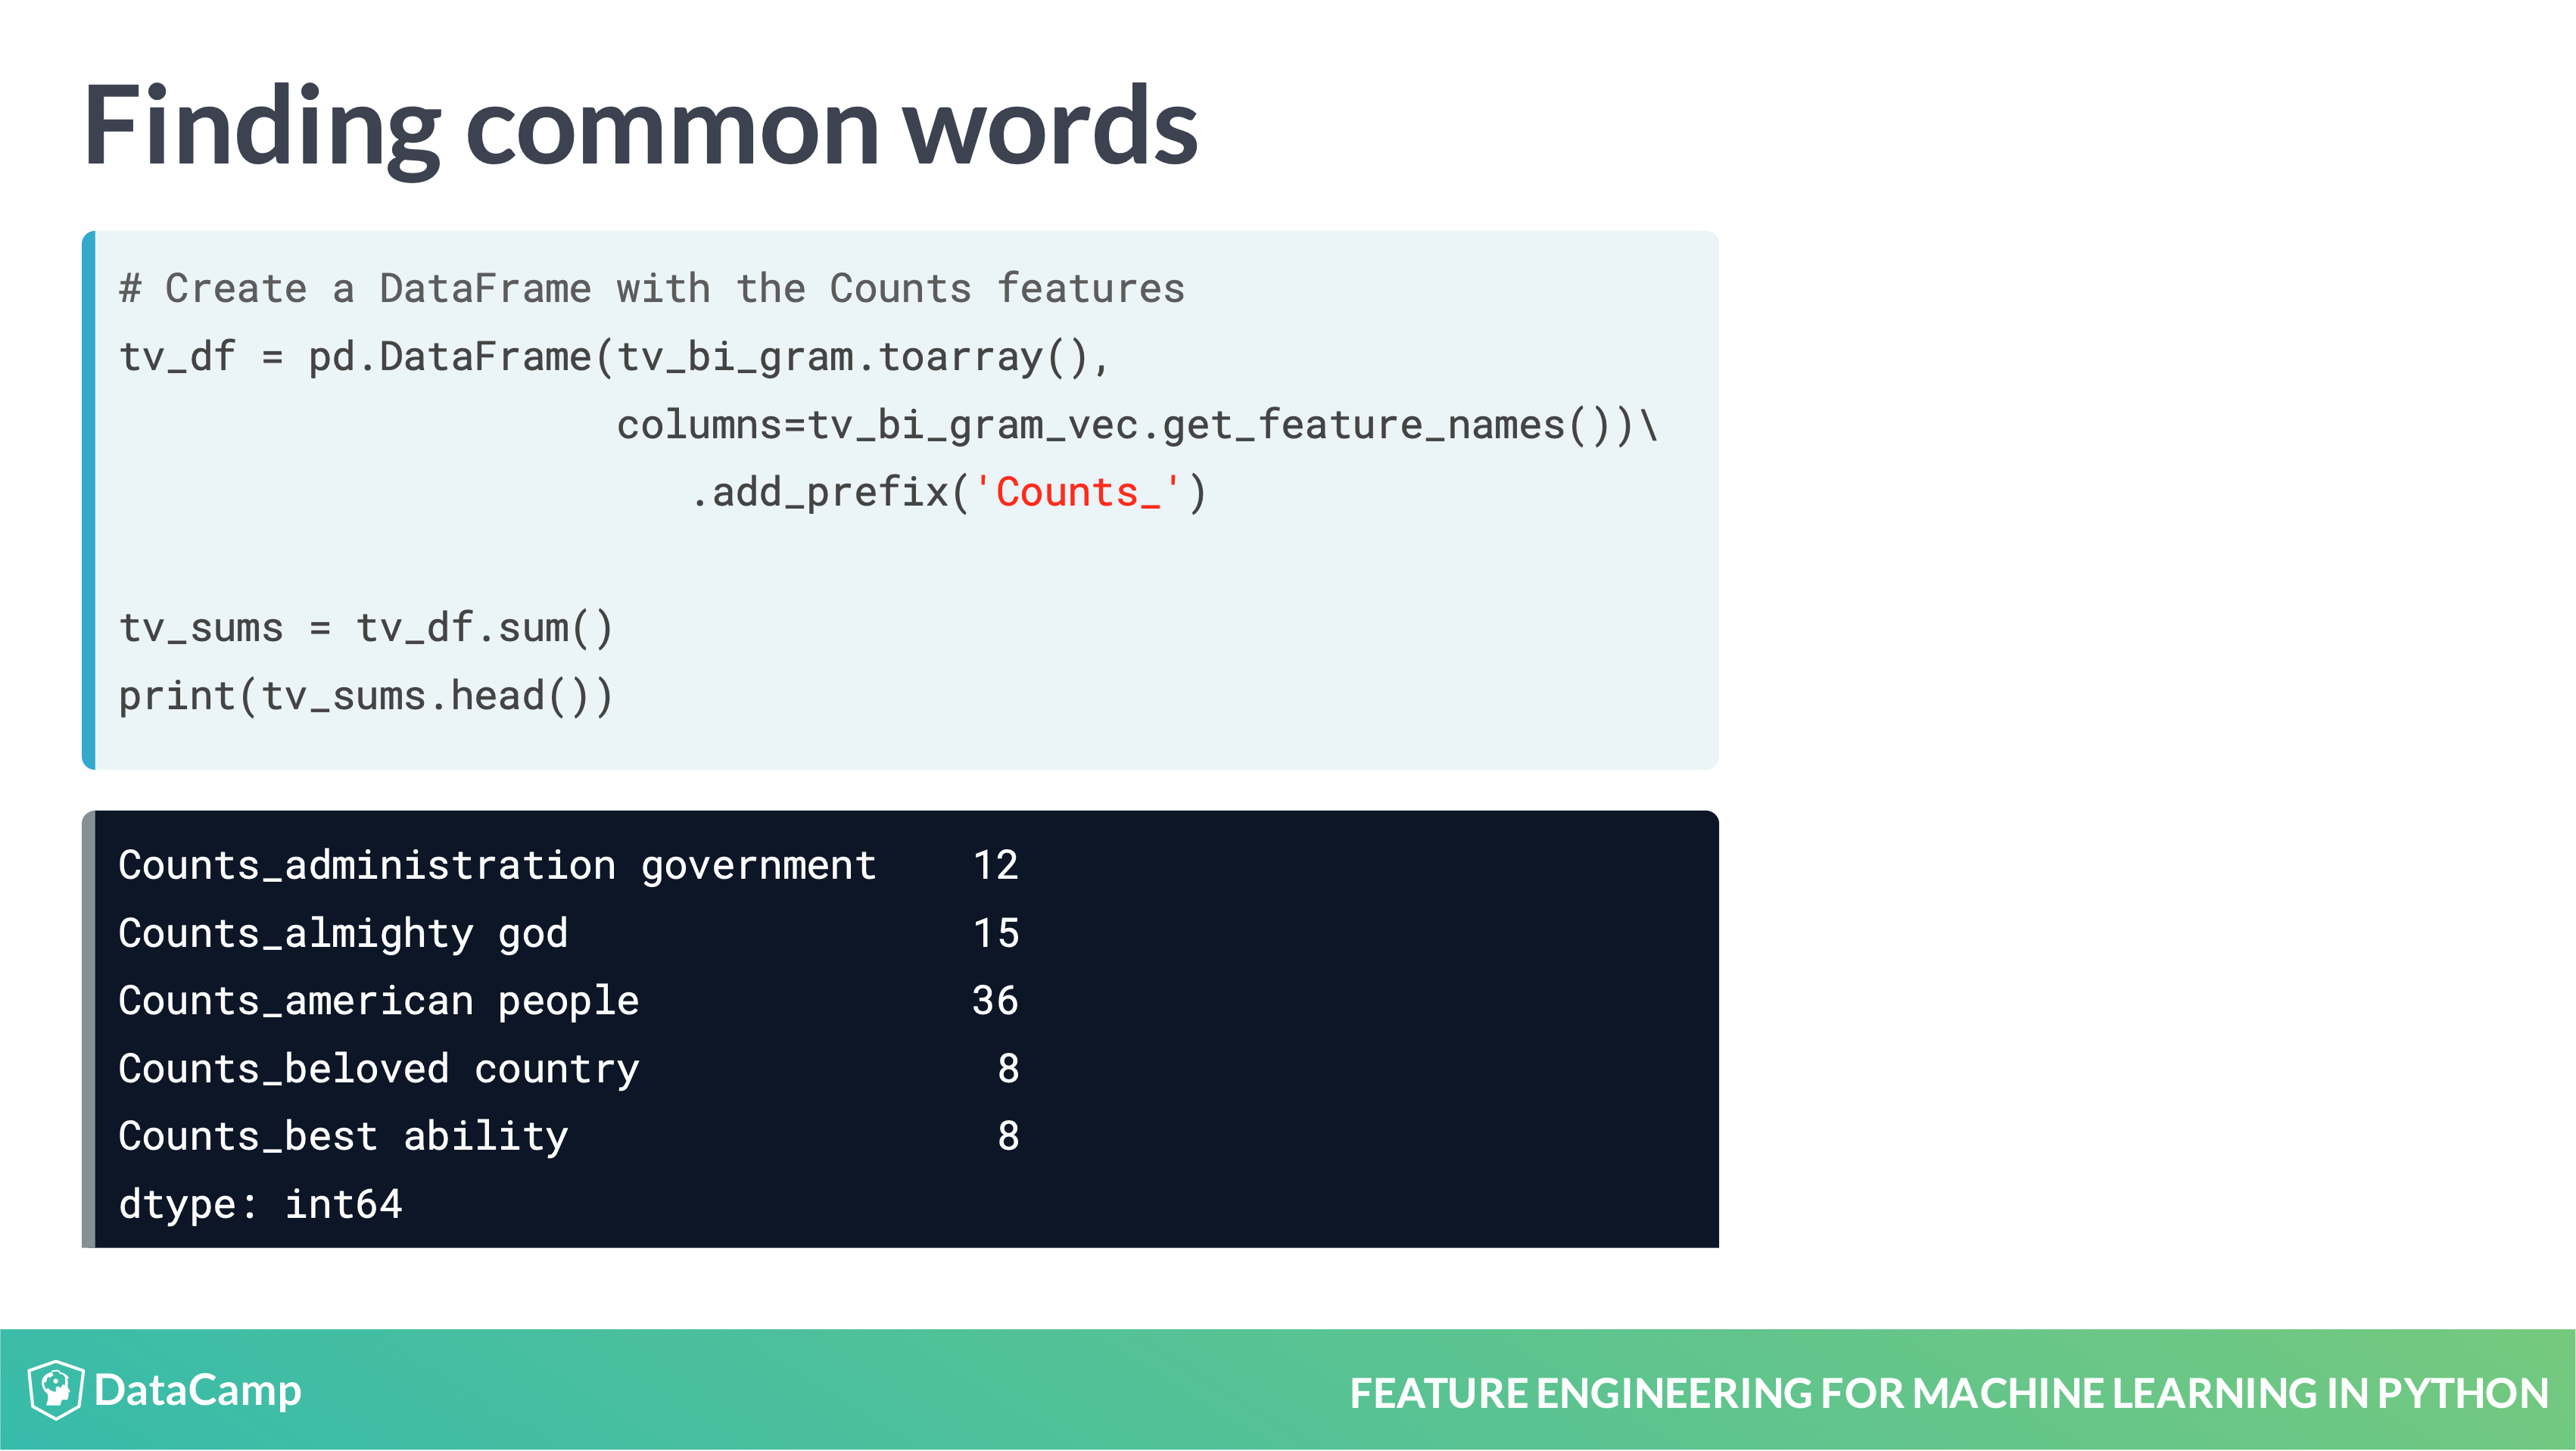 Finding common words
# Create a DataFrame with the Counts features
tv_df = pd.DataFrame(tv_bi_gram.toarray(),
                     columns=tv_bi_gram_vec.get_feature_names())\
                        .add_prefix('Counts_')
tv_sums = tv_df.sum()
print(tv_sums.head())
Counts_administration government    12
Counts_almighty god                 15
Counts_american people              36
Counts_beloved country               8
Counts_best ability                  8
dtype: int64
DataCamp
FEATURE ENGINEERING FOR MACHINE LEARNING IN PYTHON